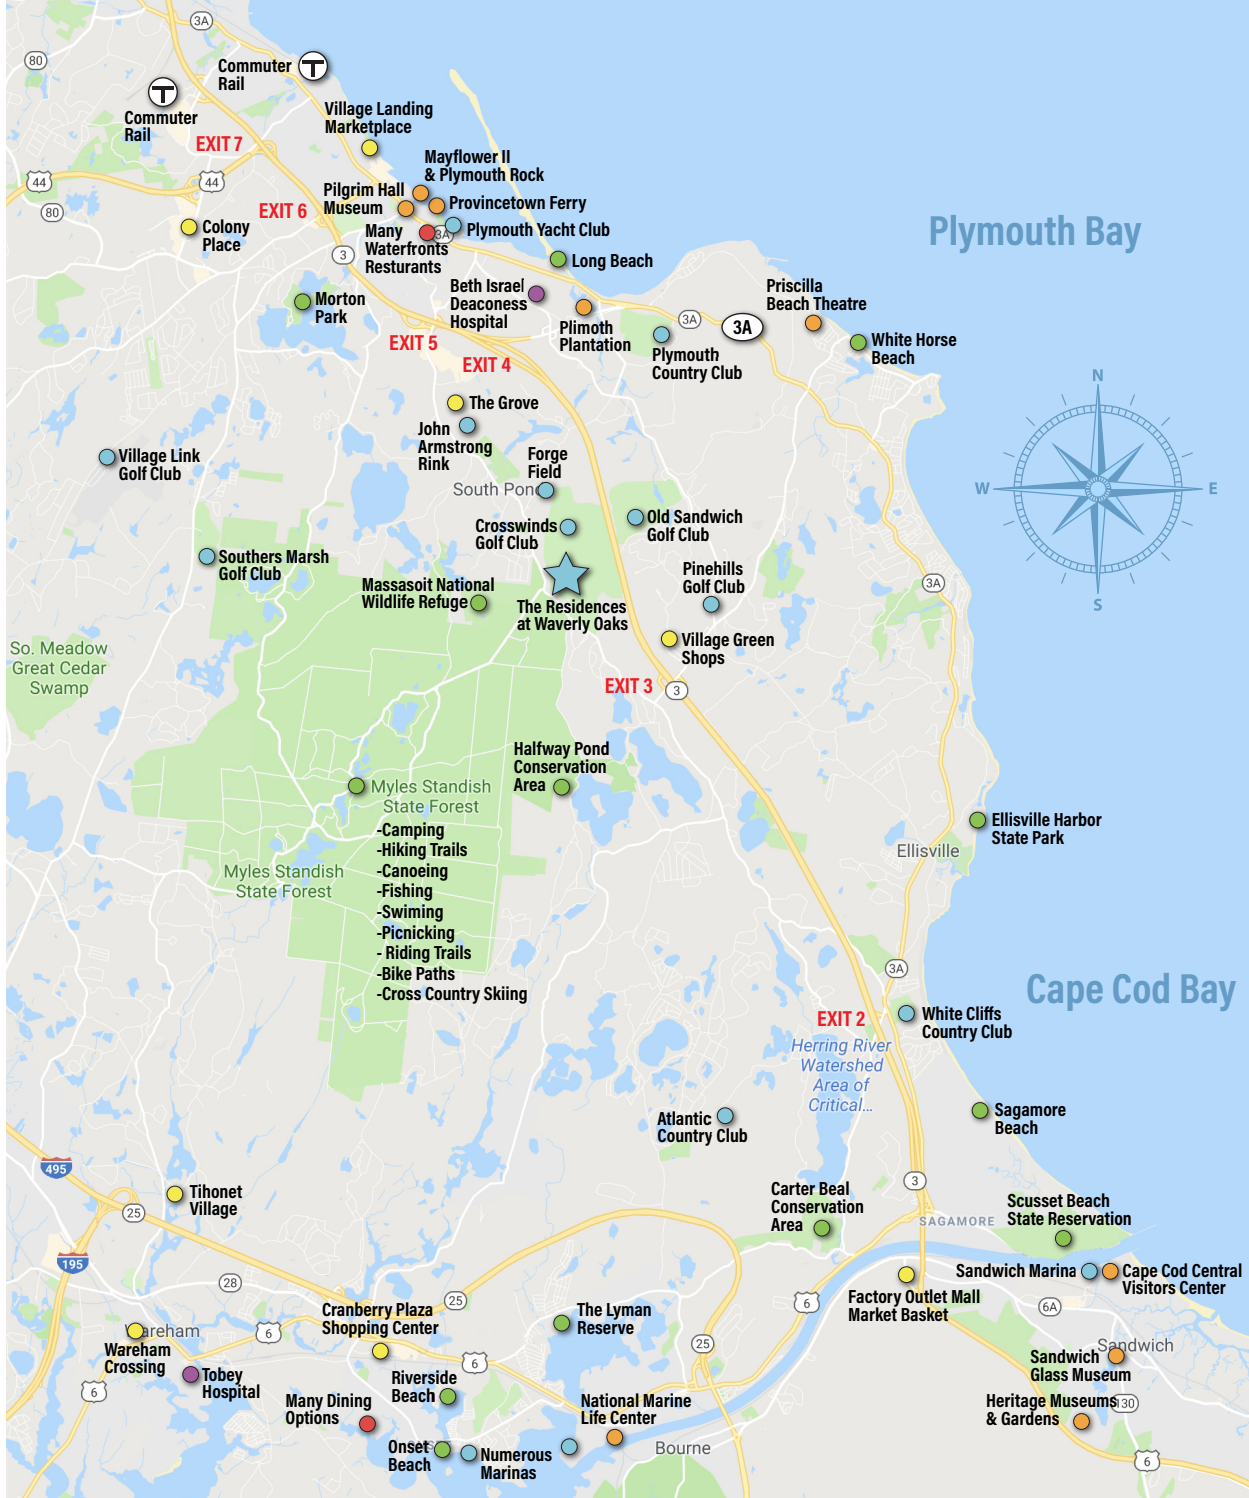 3A
80
Commuter
Rail
T
T
Commuter
Rail
Village Landing
Marketplace
EXIT 7
Mayflower II
& Plymouth Rock
44
44
80
Pilgrim Hall
Museum
Provincetown Ferry
EXIT 6
Colony
Place
Many
Waterfronts
Resturants
3A
Plymouth Yacht Club
Plymouth Bay
3
Long Beach
Morton
Park
Beth Israel
Deaconess
Hospital
Priscilla
Beach Theatre
Plimoth
Plantation
3A
3A
White Horse
Beach
EXIT 5
Plymouth
Country Club
EXIT 4
N
The Grove
John
Armstrong
Rink
Village Link
Golf Club
Forge
Field
South Pond
W
E
Old Sandwich
Golf Club
Crosswinds
Golf Club
Southers Marsh
Golf Club
Pinehills
Golf Club
3A
Massasoit National
Wildlife Refuge
S
The Residences
at Waverly Oaks
So. Meadow
Great Cedar
Swamp
Village Green
Shops
EXIT 3
3
Halfway Pond
Conservation
Area
Myles Standish
State Forest
-Camping
-Hiking Trails
-Canoeing
-Fishing
-Swiming
-Picnicking
- Riding Trails
-Bike Paths
-Cross Country Skiing
Myles Standish
State Forest
Ellisville Harbor
State Park
Ellisville
3A
Cape Cod Bay
EXIT 2
White Cliffs
Country Club
Herring River
Watershed
Area of
Critical...
Atlantic
Country Club
Sagamore
Beach
495
Tihonet
Village
25
3
Carter Beal
Conservation
Area
Scusset Beach
State Reservation
SAGAMORE
195
28
Sandwich Marina
Cape Cod Central
Visitors Center
Factory Outlet Mall
Market Basket
6A
25
6
Cranberry Plaza
Shopping Center
The Lyman
Reserve
Wareham
6
Wareham
Crossing
25
6
Sandwich
Sandwich
Glass Museum
Tobey
Hospital
6
Riverside
Beach
Many Dining
Options
National Marine
Life Center
Heritage Museums
& Gardens
130
Onset
Beach
Numerous
Marinas
Bourne
6